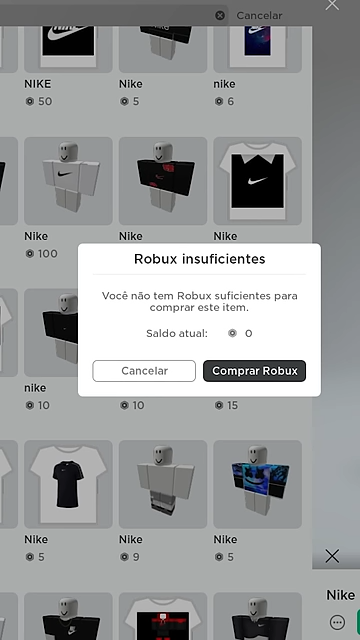 Cancelar
NIKE
Nike
nike
50
5
6
Nike
Nike
Nike
100
Robux insuficientes
Você não tem Robux suficientes para
comprar este item.
Saldo atual: 0
Cancelar
Comprar Robux
nike
10
10
15
Nike
Nike
Nike
5
9
5
Nike